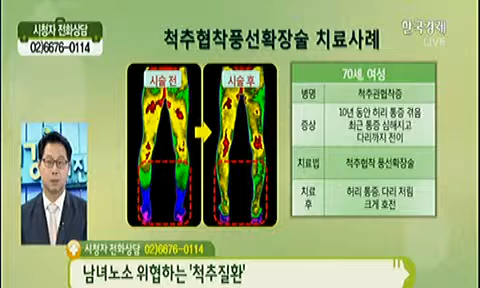 시청자 전화상담
02)6676-0114
척추협착풍선확장술 치료사례
한국경제
LIVE
시술 전
시술 후
70세, 여성
병명
척추관협착증
증상
10년 동안 허리 통증 겪음
최근 통증 심해지고
다리까지 전이
치료법
척추협착 풍선확장술
치료
후
허리 통증, 다리 저림
크게 호전
시청자 전화상담 02)6676-0114
남녀노소 위협하는 '척추질환'